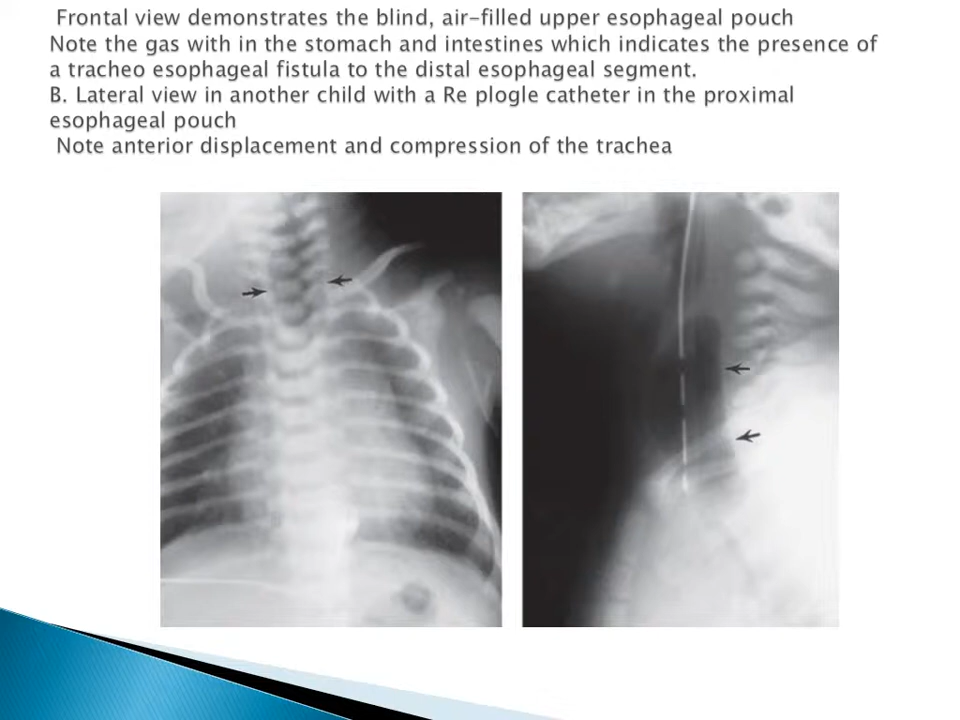 Frontal view demonstrates the blind, air-filled upper esophageal pouch
Note the gas with in the stomach and intestines which indicates the presence of
a tracheo esophageal fistula to the distal esophageal segment.
B. Lateral view in another child with a Re plogle catheter in the proximal
esophageal pouch
Note anterior displacement and compression of the trachea